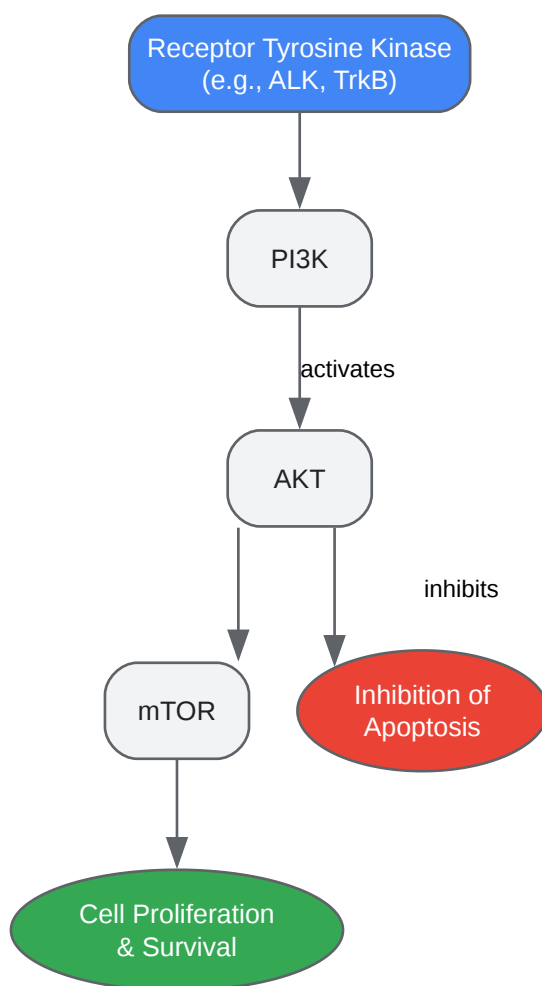 Receptor Tyrosine Kinase
(e.g., ALK, TrkB)
PI3K
activates
AKT
inhibits
mTOR
Inhibition of
Apoptosis
Cell Proliferation
& Survival